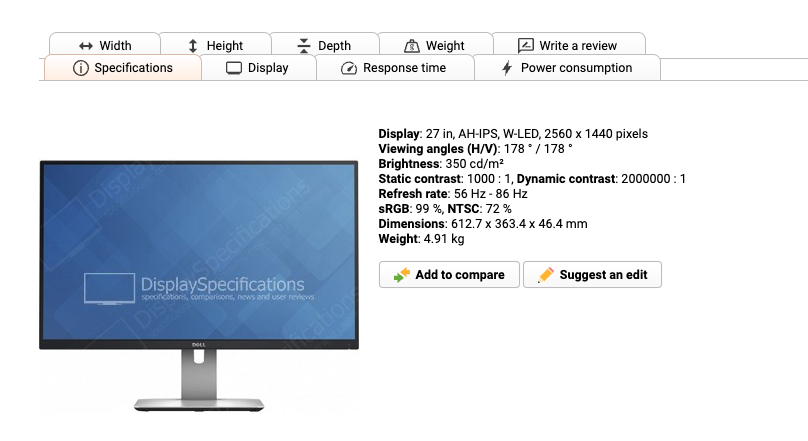 Width
Height
Depth
Weight
Write a review
Specifications
Display
Response time
Power consumption
Display: 27 in, AH-IPS, W-LED, 2560 x 1440 pixels
Viewing angles (H/V): 178 ° / 178 °
Brightness: 350 cd/m²
Static contrast: 1000 : 1, Dynamic contrast: 2000000 : 1
Refresh rate: 56 Hz - 86 Hz
sRGB: 99 %, NTSC: 72 %
Dimensions: 612.7 x 363.4 x 46.4 mm
Weight: 4.91 kg
Add to compare
Suggest an edit
DisplaySpecifications
specifications, comparisons, news and user reviews
DELL